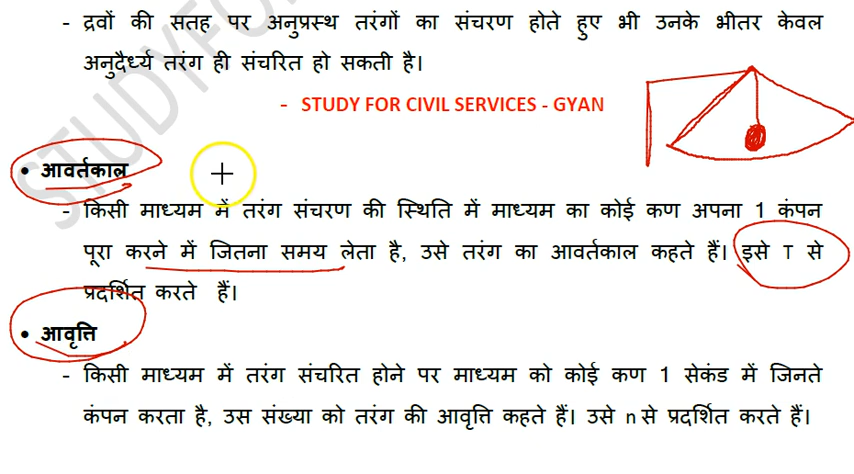 - द्रवों की सतह पर अनुप्रस्थ तरंगों का संचरण होते हुए भी उनके भीतर केवल
अनुदैर्ध्य तरंग ही संचरित हो सकती है।
- STUDY FOR CIVIL SERVICES - GYAN
• आवर्तकाल
- किसी माध्यम में तरंग संचरण की स्थिति में माध्यम का कोई कण अपना 1 कंपन
पूरा करने में जितना समय लेता है, उसे तरंग का आवर्तकाल कहते हैं। इसे T से
प्रदर्शित करते हैं।
• आवृत्ति
- किसी माध्यम में तरंग संचरित होने पर माध्यम को कोई कण 1 सेकंड में जिनते
कंपन करता है, उस संख्या को तरंग की आवृत्ति कहते हैं। उसे n से प्रदर्शित करते हैं।
STUDYFO